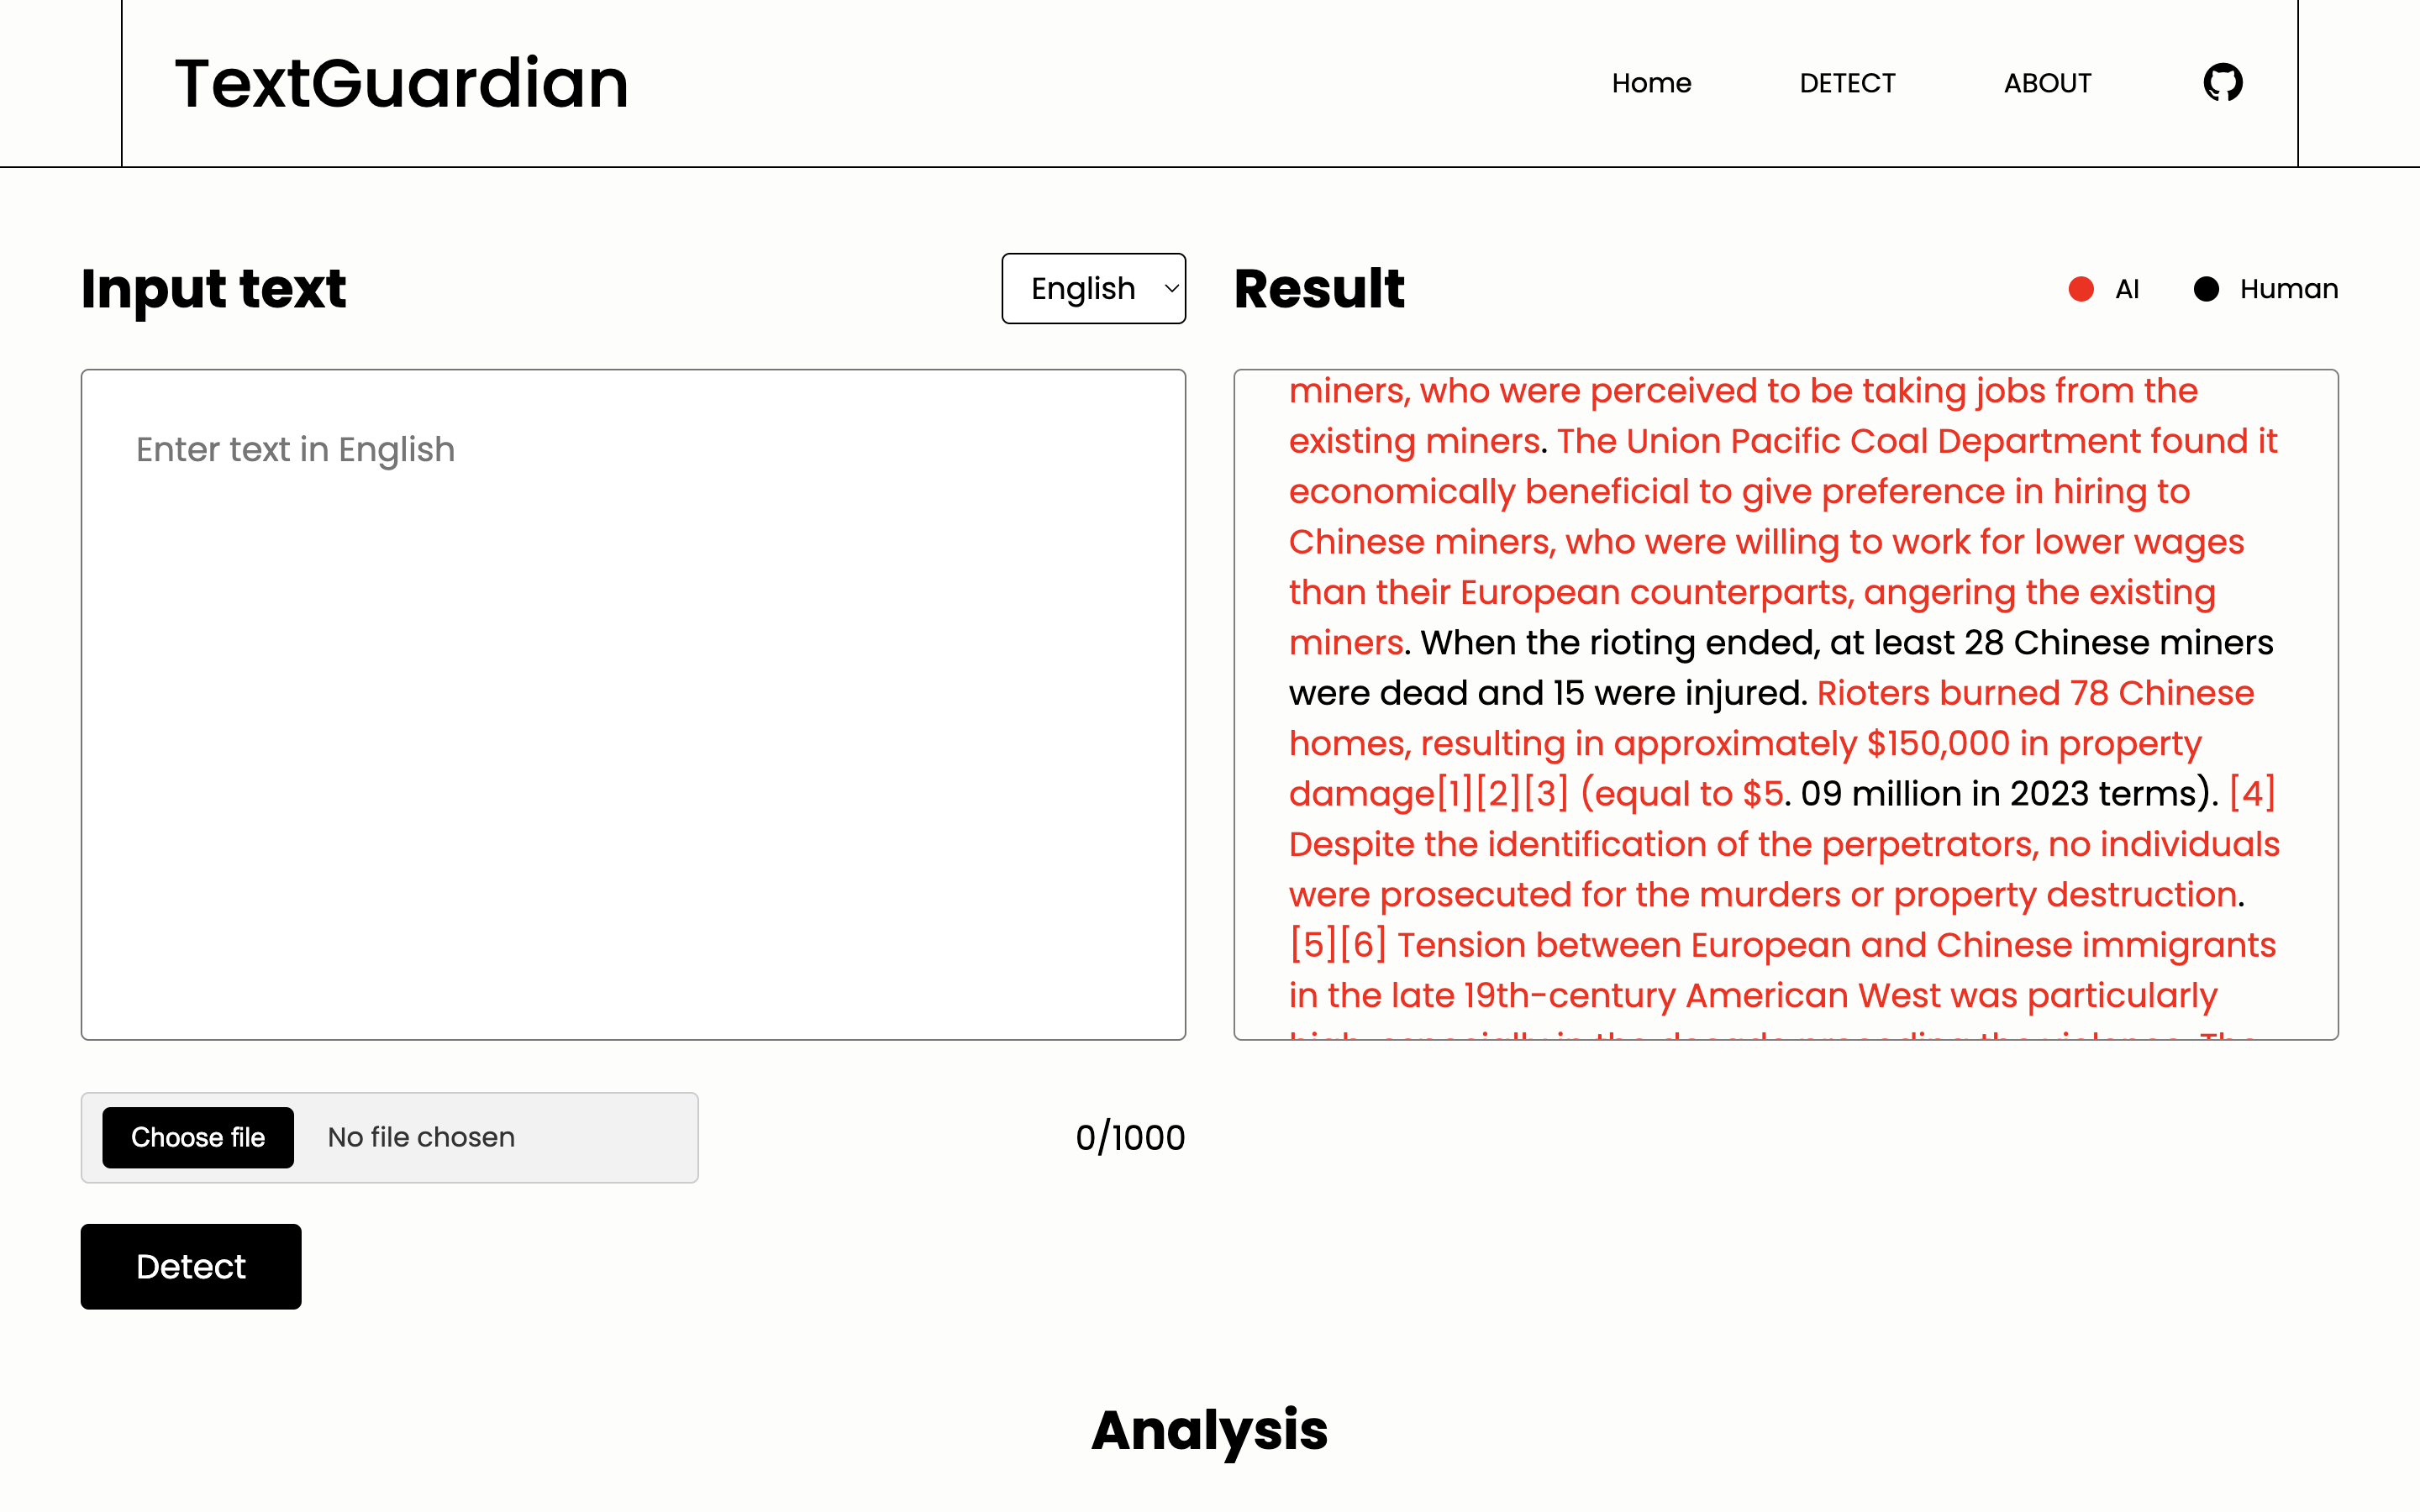 TextGuardian
Home DETECT ABOUT
Input text
English
Result
AI Human
Enter text in English
miners, who were perceived to be taking jobs from the
existing miners. The Union Pacific Coal Department found it
economically beneficial to give preference in hiring to
Chinese miners, who were willing to work for lower wages
than their European counterparts, angering the existing
miners. When the rioting ended, at least 28 Chinese miners
were dead and 15 were injured. Rioters burned 78 Chinese
homes, resulting in approximately $150,000 in property
damage[1][2][3] (equal to $5. 09 million in 2023 terms). [4]
Despite the identification of the perpetrators, no individuals
were prosecuted for the murders or property destruction.
[5][6] Tension between European and Chinese immigrants
in the late 19th-century American West was particularly
Choose file No file chosen
0/1000
Detect
Analysis